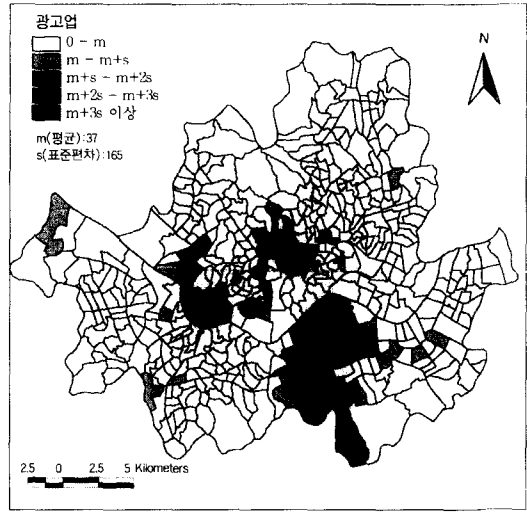 광고업
0 - m
m - m+s
m+s - m+2s
m+2s - m+3s
m+3s 이상
m(평균):37
s(표준편차):165
N
2.5 0 2.5 5 Kilometers